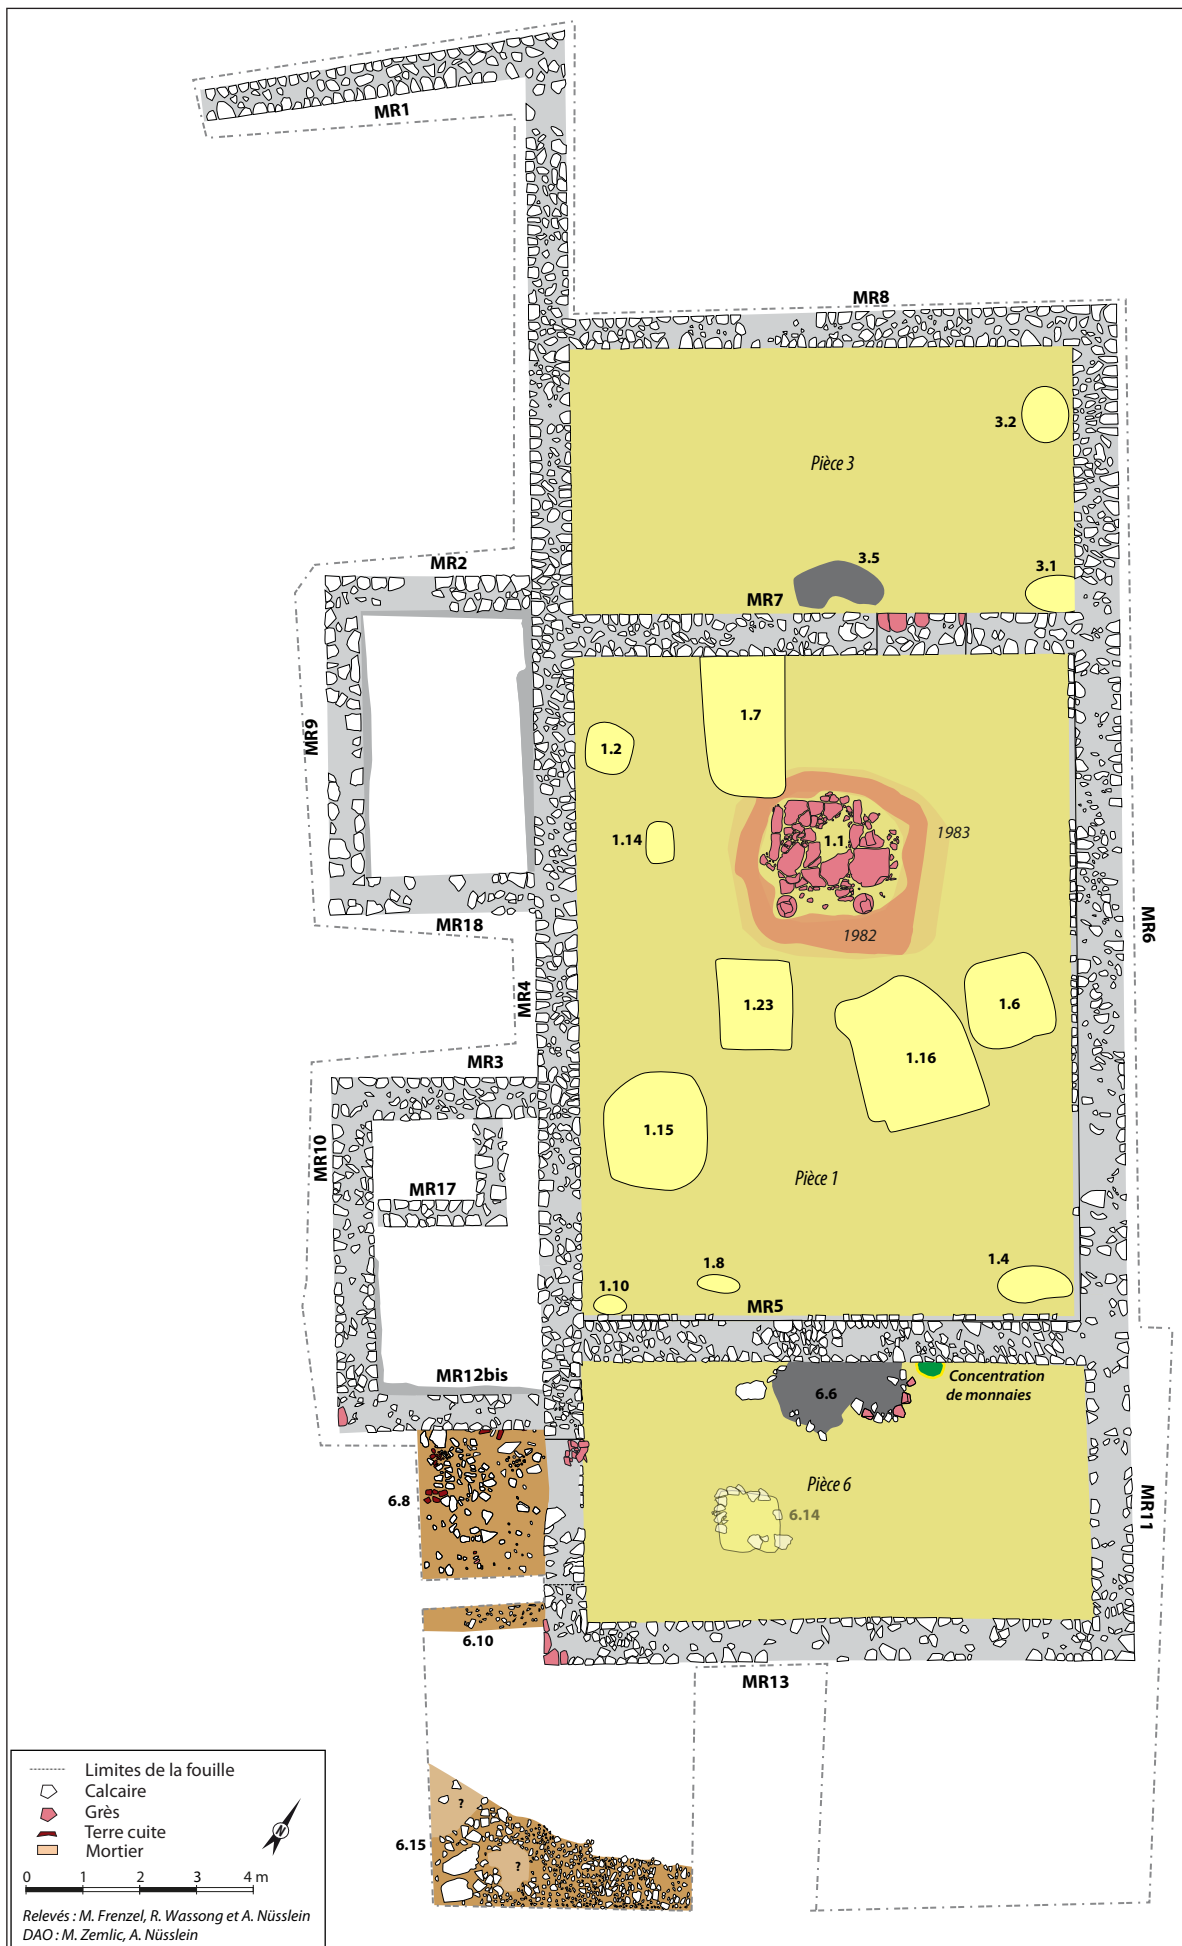 MR1
MR8
3.2
Pièce 3
MR2
3.5
3.1
MR7
1.7
1.2
MR9
1.14
1.1
1983
1982
MR18
MR6
MR4
1.23
1.6
MR3
1.16
1.15
MR10
Pièce 1
MR17
1.8
1.4
1.10
MR5
MR12bis
6.6
Concentration
de monnaies
Pièce 6
6.8
6.14
MR11
6.10
MR13
?
6.15
?
Limites de la fouille
Calcaire
Grès
Terre cuite
Mortier
N
0 1 2 3 4 m
Relevés : M. Frenzel, R. Wassong et A. Nüsslein
DAO : M. Zemlic, A. Nüsslein